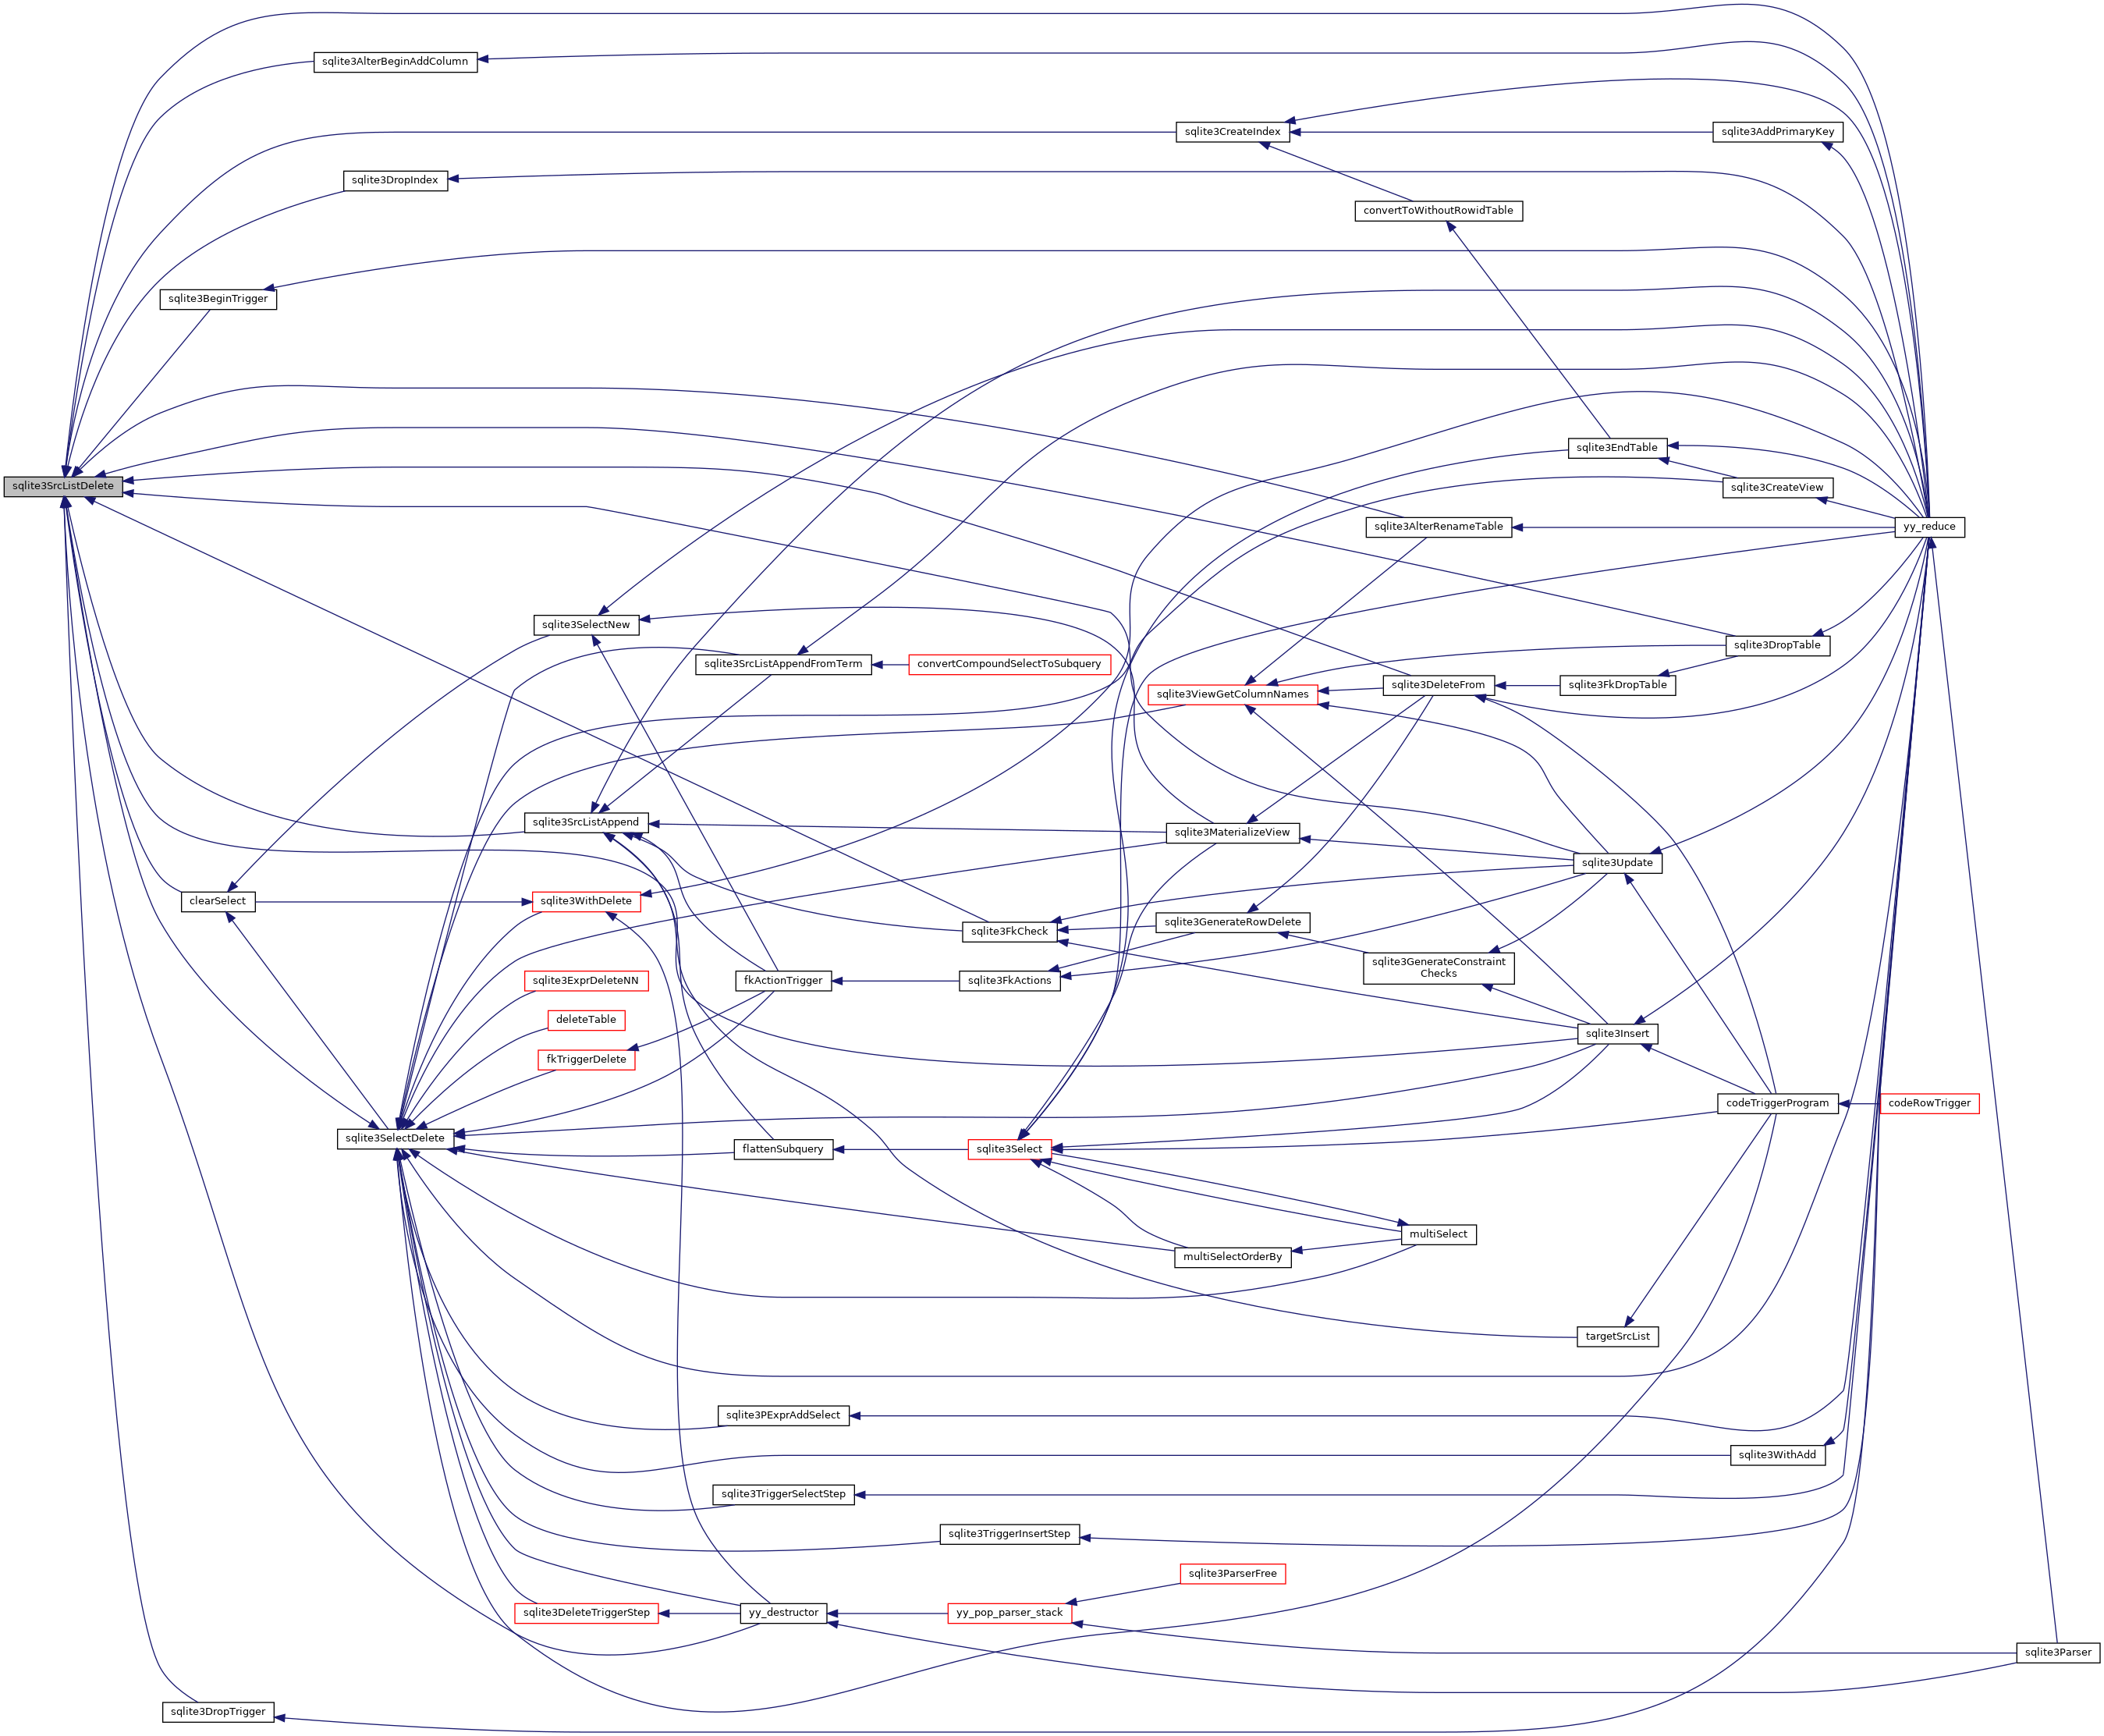 sqlite3AlterBeginAddColumn
sqlite3CreateIndex
sqlite3AddPrimaryKey
sqlite3DropIndex
convertToWithoutRowidTable
sqlite3BeginTrigger
sqlite3EndTable
sqlite3SrcListDelete
sqlite3CreateView
sqlite3AlterRenameTable
yy_reduce
sqlite3SelectNew
sqlite3DropTable
sqlite3SrcListAppendFromTerm
convertCompoundSelectToSubquery
sqlite3ViewGetColumnNames
sqlite3DeleteFrom
sqlite3FkDropTable
sqlite3SrcListAppend
sqlite3MaterializeView
sqlite3Update
clearSelect
sqlite3WithDelete
sqlite3FkCheck
sqlite3GenerateRowDelete
sqlite3GenerateConstraint
Checks
sqlite3ExprDeleteNN
fkActionTrigger
sqlite3FkActions
deleteTable
sqlite3Insert
fkTriggerDelete
codeTriggerProgram
codeRowTrigger
sqlite3SelectDelete
flattenSubquery
sqlite3Select
multiSelect
multiSelectOrderBy
targetSrcList
sqlite3PExprAddSelect
sqlite3WithAdd
sqlite3TriggerSelectStep
sqlite3TriggerInsertStep
sqlite3ParserFree
sqlite3DeleteTriggerStep
yy_destructor
yy_pop_parser_stack
sqlite3Parser
sqlite3DropTrigger